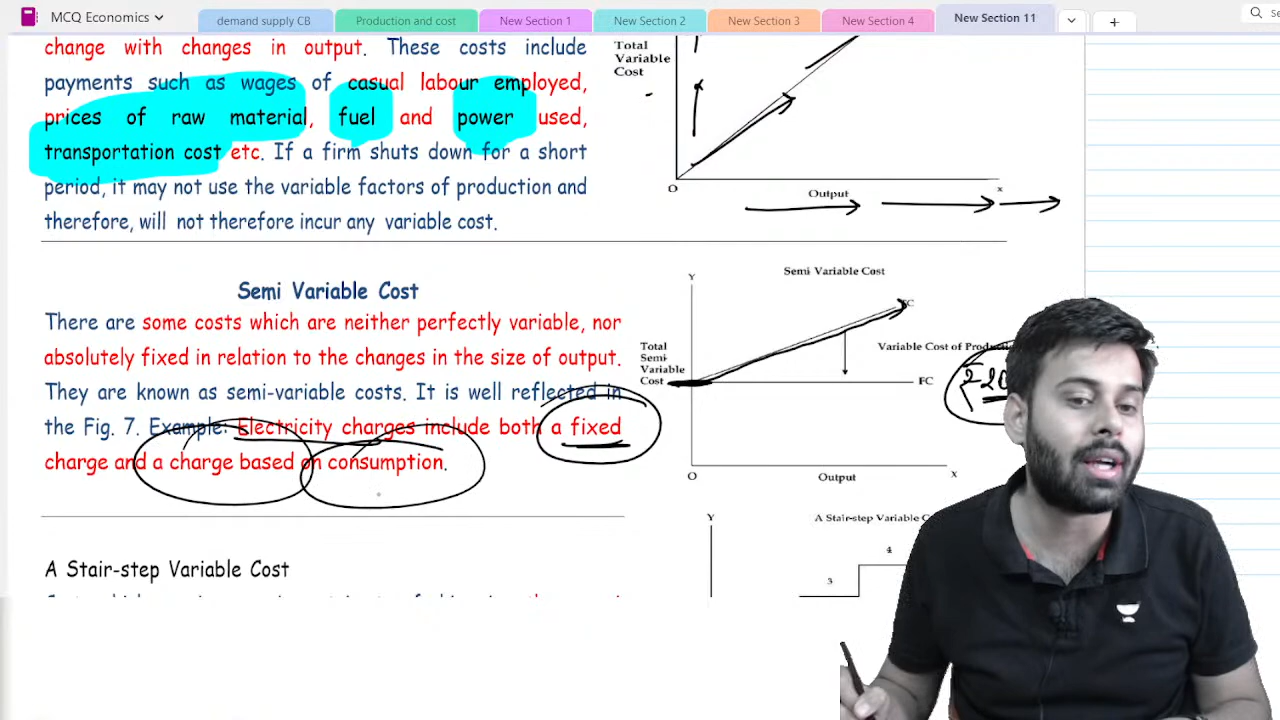 MCQ Economics
demand supply CB
Production and cost
New Section 1
New Section 2
New Section 3
New Section 4
New Section 11
change with changes in output. These costs include
payments such as wages of casual labour employed,
prices of raw material, fuel and power used,
transportation cost etc. If a firm shuts down for a short
period, it may not use the variable factors of production and
therefore, will not therefore incur any variable cost.
Total
Variable
Cost
O
Output
x
Semi Variable Cost
There are some costs which are neither perfectly variable, nor
absolutely fixed in relation to the changes in the size of output.
They are known as semi-variable costs. It is well reflected in
the Fig. 7. Example: Electricity charges include both a fixed
charge and a charge based on consumption.
Semi Variable Cost
Y
Total
Semi
Variable
Cost
Variable Cost of
FC
O
Output
X
A Stair-step Variable Cost
Y
A Stair-step Variable
4
3